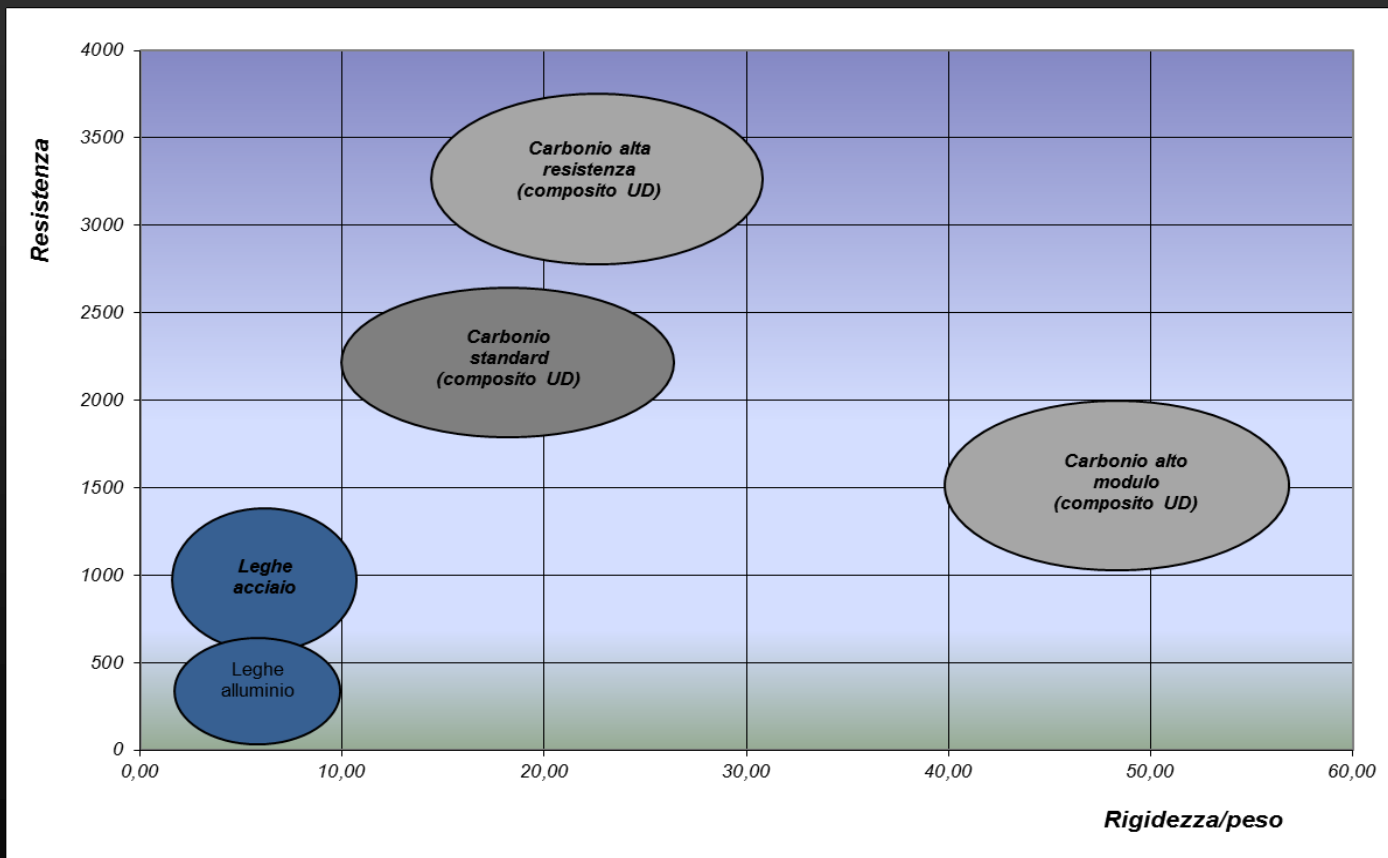 4000
3500
3000
2500
2000
1500
1000
500
0
Resistenza
Carbonio alta
resistenza
(composito UD)
Carbonio
standard
(composito UD)
Carbonio alto
modulo
(composito UD)
Leghe
acciaio
Leghe
alluminio
0,00
10,00
20,00
30,00
40,00
50,00
60,00
Rigidezza/peso